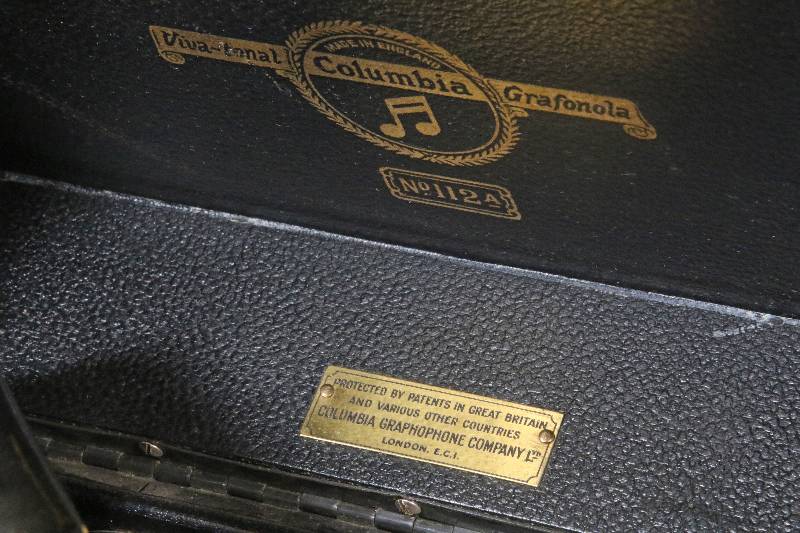 Viva-tonal
MADE IN ENGLAND
Columbia
Grafonola
No 112A
PROTECTED BY PATENTS IN GREAT BRITAIN
AND VARIOUS OTHER COUNTRIES
COLUMBIA GRAPHOPHONE COMPANY LTD
LONDON. E.C.1.